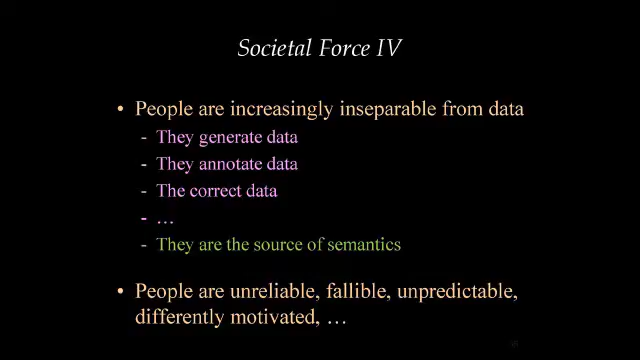 Societal Force IV
• People are increasingly inseparable from data
- They generate data
- They annotate data
- The correct data
- …
- They are the source of semantics
• People are unreliable, fallible, unpredictable,
differently motivated, …